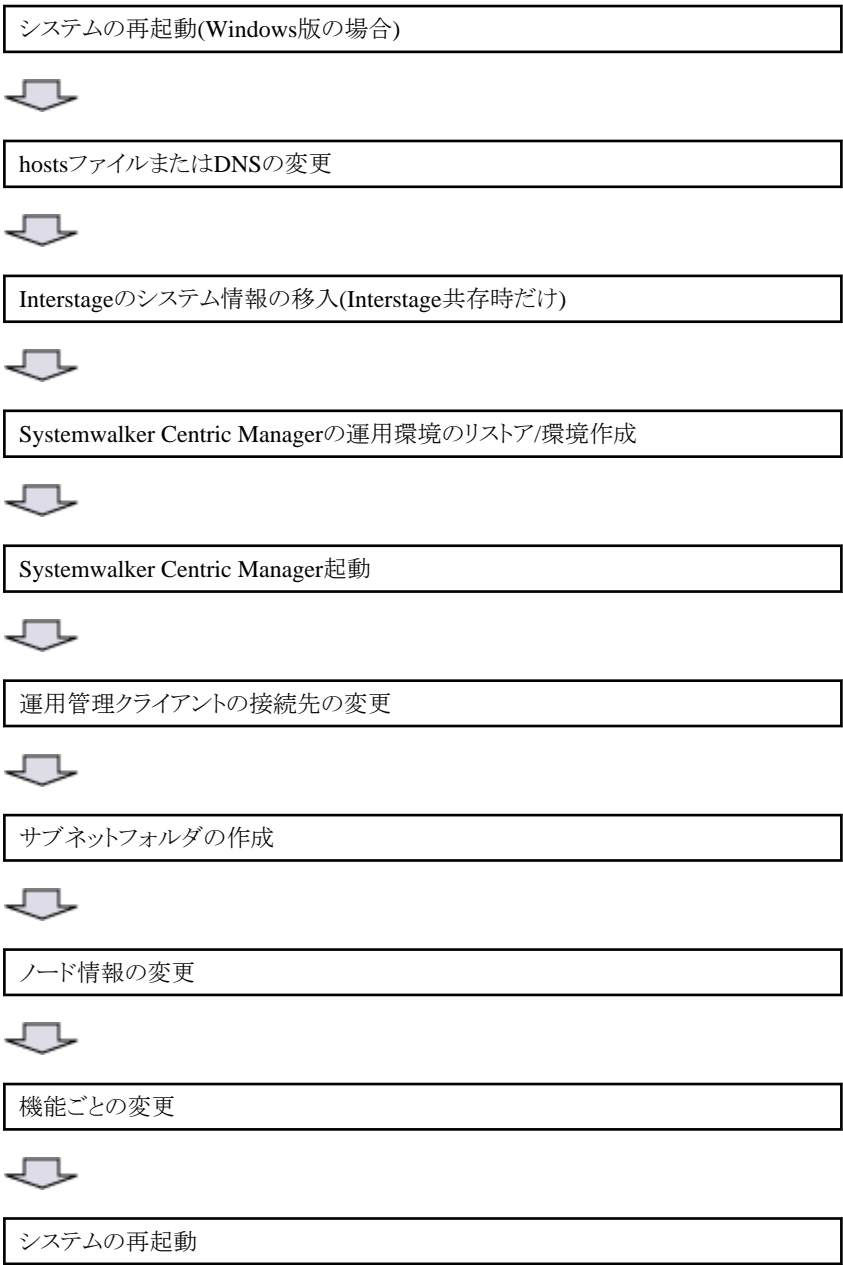 システムの再起動(Windows版の場合)
hostsファイルまたはDNSの変更
Interstageのシステム情報の移入(Interstage共存時だけ)
Systemwalker Centric Managerの運用環境のリストア/環境作成
Systemwalker Centric Manager起動
運用管理クライアントの接続先の変更
サブネットフォルダの作成
ノード情報の変更
機能ごとの変更
システムの再起動